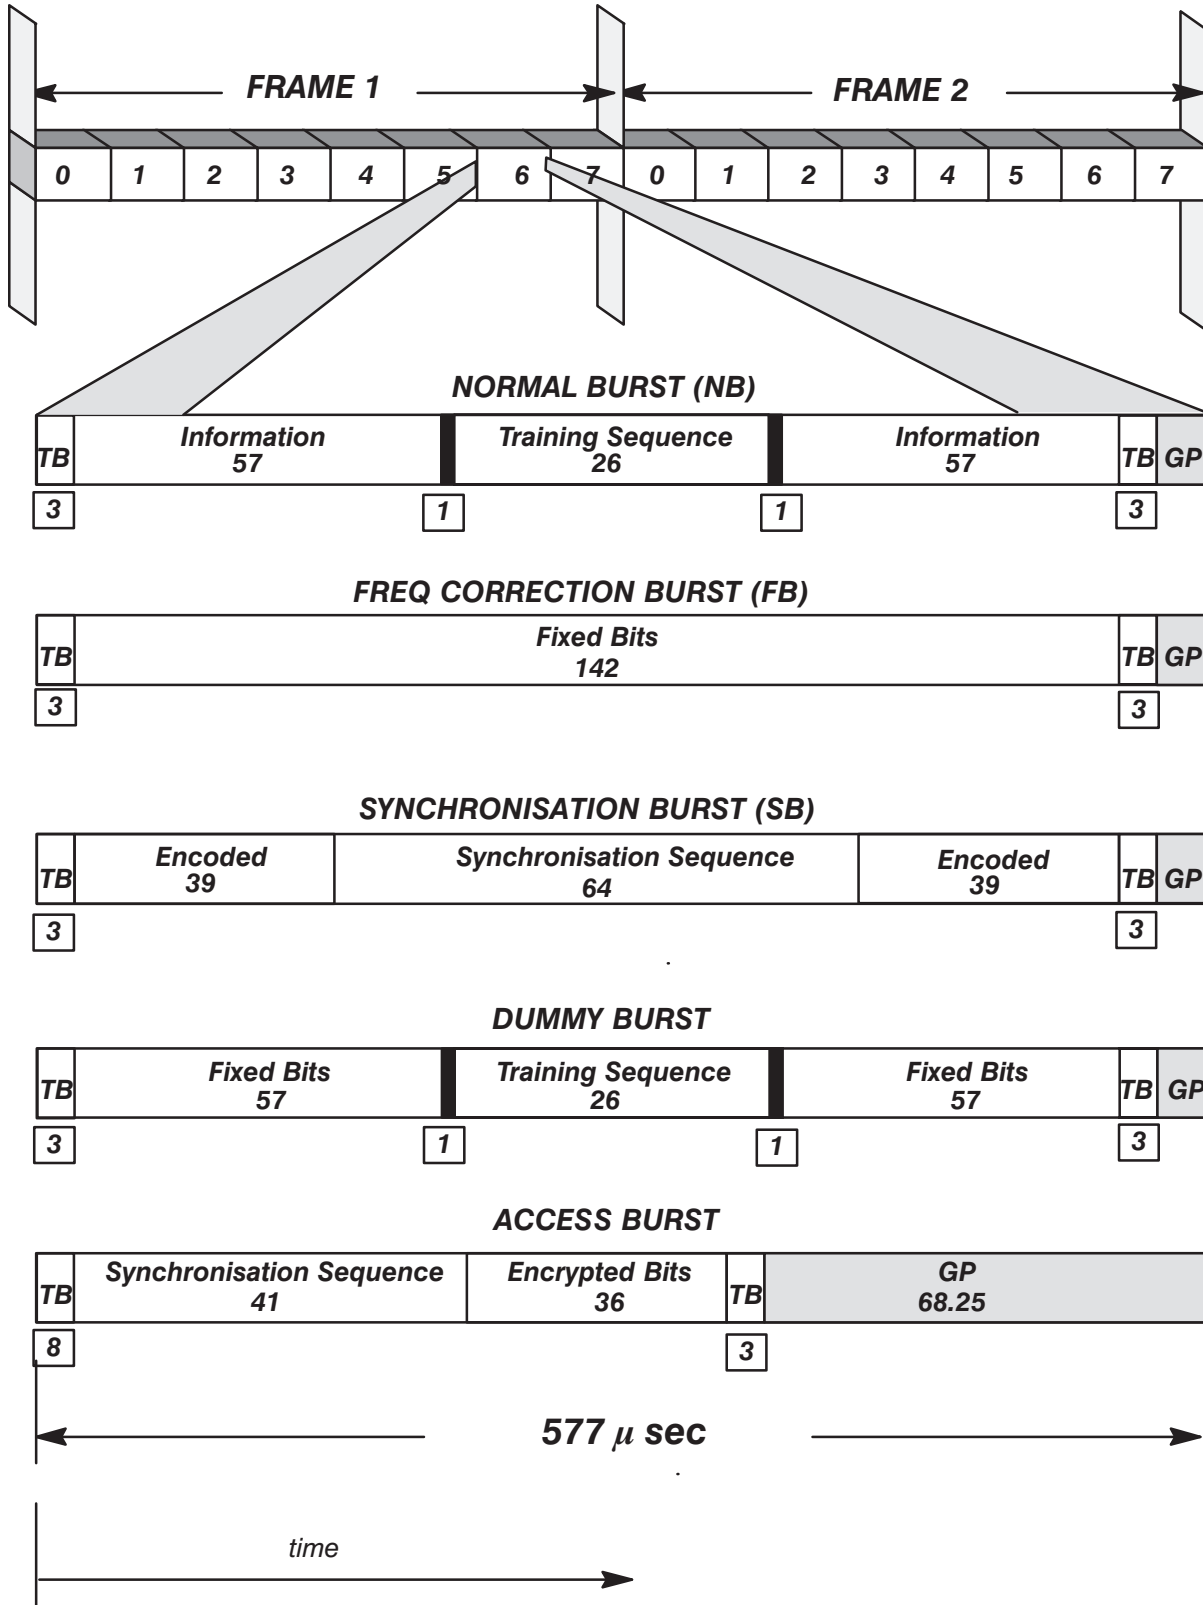 FRAME 1 FRAME 2
0 1 2 3 4 5 6 7 0 1 2 3 4 5 6 7
NORMAL BURST (NB)
TB Information 57 Training Sequence 26 Information 57 TB GP
3 1 1 3
FREQ CORRECTION BURST (FB)
TB Fixed Bits 142 TB GP
3 3
SYNCHRONISATION BURST (SB)
TB Encoded 39 Synchronisation Sequence 64 Encoded 39 TB GP
3 3
DUMMY BURST
TB Fixed Bits 57 Training Sequence 26 Fixed Bits 57 TB GP
3 1 1 3
ACCESS BURST
TB Synchronisation Sequence 41 Encrypted Bits 36 TB GP 68.25
8 3
577 μ sec
time